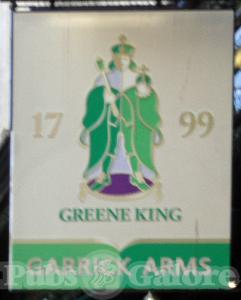 17 99
GREENE KING
GARRICK ARMS
Pubs Galore